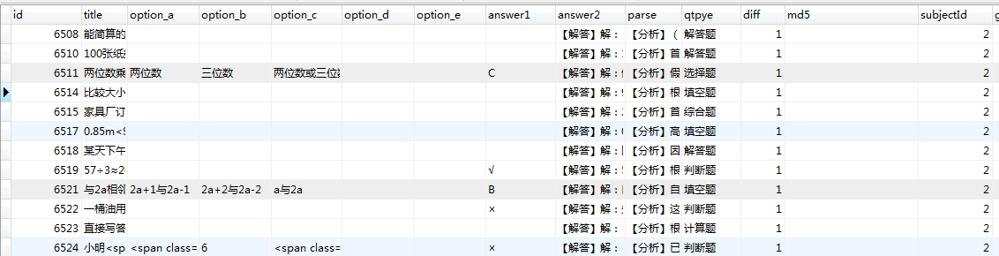 id title option_a option_b option_c option_d option_e answer1 answer2 parse qtpye diff md5 subjectId g
6508 能简算的 【解答】解： 【分析】（ 解答题 1 2
6510 100张纸 【解答】解： 【分析】首 解答题 1 2
6511 两位数乘 两位数 三位数 两位数或三位数 C 【解答】解： 【分析】假 选择题 1 2
6514 比较大小 【解答】解： 【分析】根 填空题 1 2
6515 家具厂订 【解答】解： 【分析】首 综合题 1 2
6517 0.85m< 【解答】解： 【分析】高 填空题 1 2
6518 某天下午 【解答】解： 【分析】因 解答题 1 2
6519 57÷3≈2 √ 【解答】解： 【分析】根 判断题 1 2
6521 与2a相邻 2a+1与2a-1 2a+2与2a-2 a与2a B 【解答】解： 【分析】自 填空题 1 2
6522 一桶油用 × 【解答】解： 【分析】这 判断题 1 2
6523 直接写答 【解答】解： 【分析】根 计算题 1 2
6524 小明<sp <span class= 6 <span class= × 【解答】解： 【分析】已 判断题 1 2